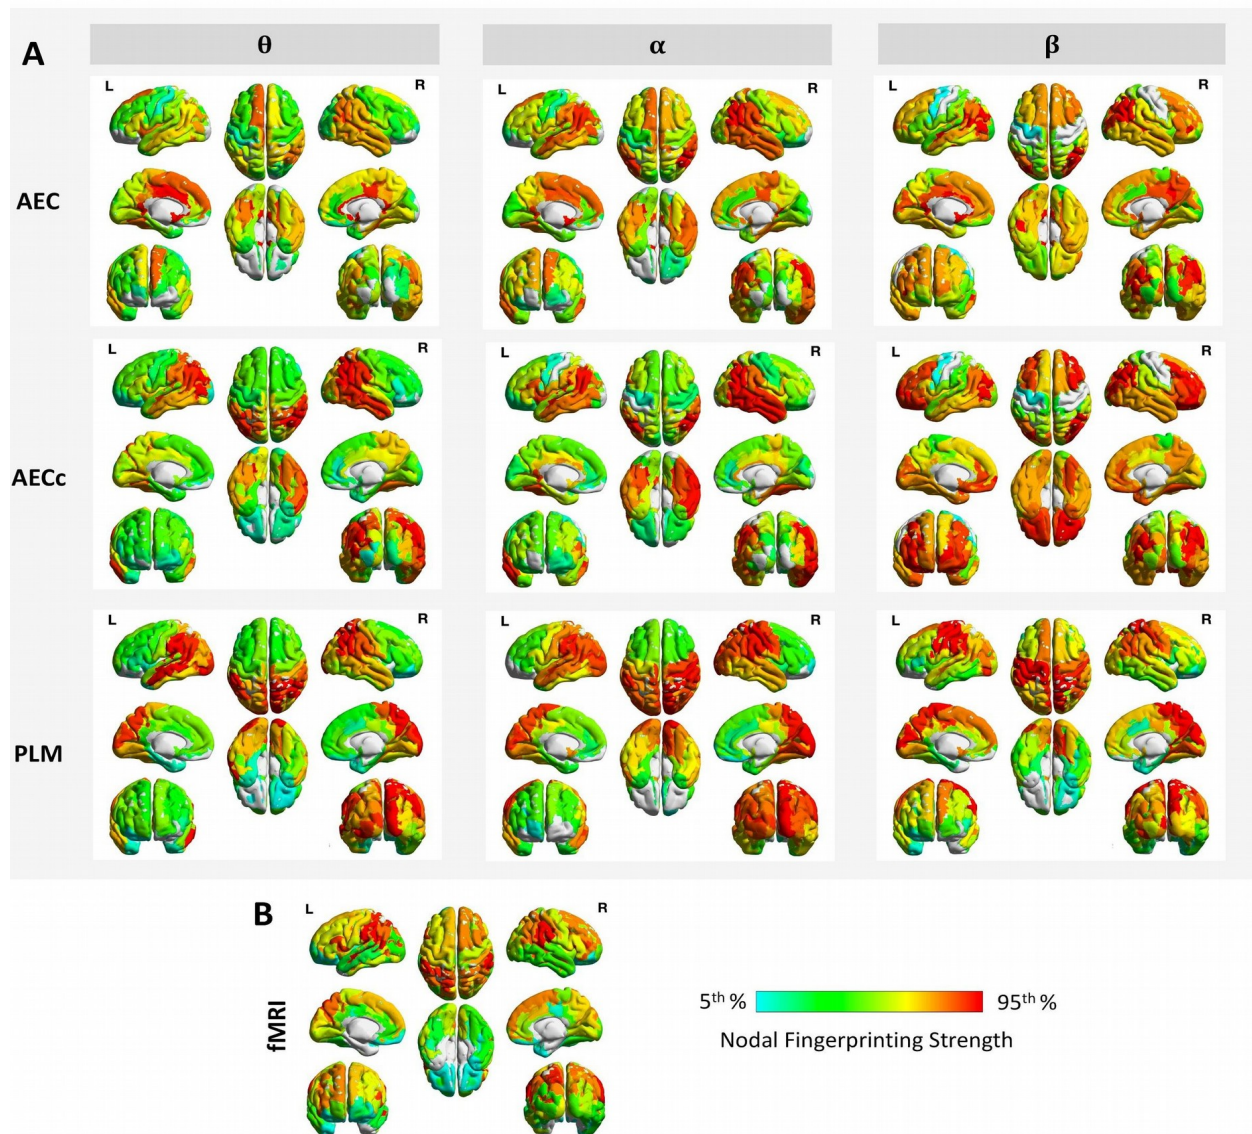 A
θ α β
L R L R L R
AEC
L R L R L R
AECc
L R L R L R
PLM
B
L R
fMRI
5th % 95th %
Nodal Fingerprinting Strength